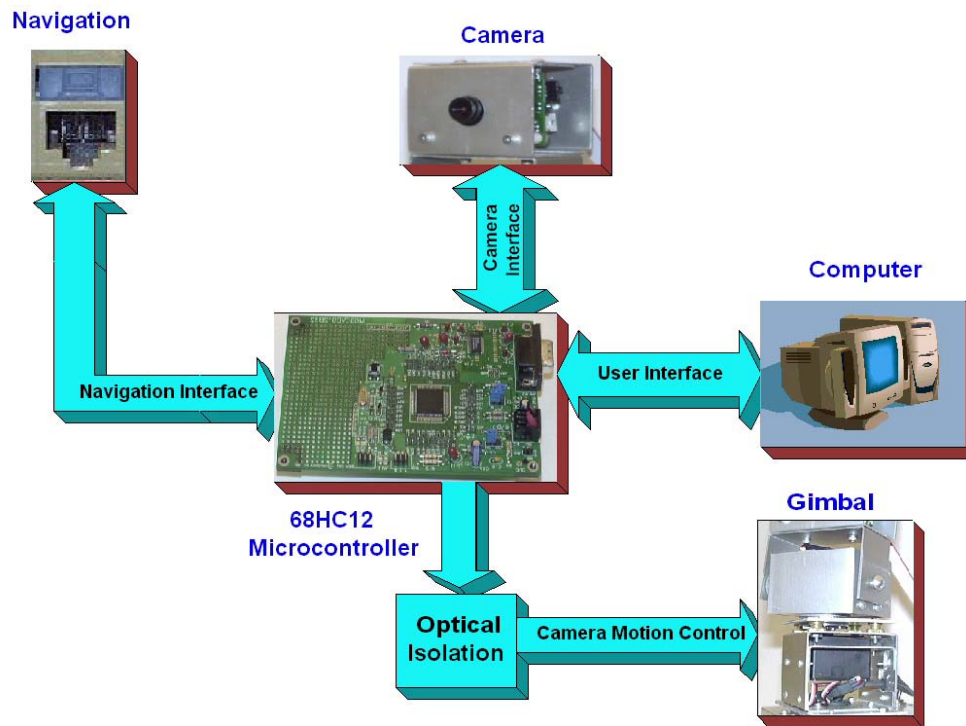 Navigation
Camera
Camera
Interface
Computer
Navigation Interface
User Interface
68HC12
Microcontroller
Gimbal
Optical
Isolation
Camera Motion Control